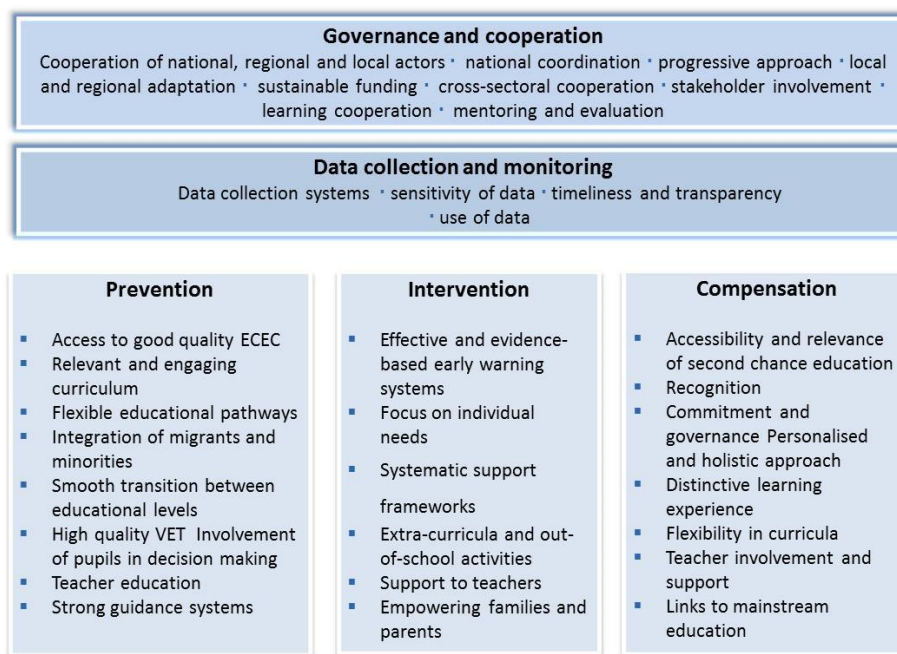 Governance and cooperation
Cooperation of national, regional and local actors · national coordination · progressive approach · local
and regional adaptation · sustainable funding · cross-sectoral cooperation · stakeholder involvement ·
learning cooperation · mentoring and evaluation
Data collection and monitoring
Data collection systems · sensitivity of data · timeliness and transparency
· use of data
Prevention
▪ Access to good quality ECEC
▪ Relevant and engaging
curriculum
▪ Flexible educational pathways
▪ Integration of migrants and
minorities
▪ Smooth transition between
educational levels
▪ High quality VET Involvement
of pupils in decision making
▪ Teacher education
▪ Strong guidance systems
Intervention
▪ Effective and evidence-
based early warning
systems
▪ Focus on individual
needs
▪ Systematic support
frameworks
▪ Extra-curricula and out-
of-school activities
▪ Support to teachers
▪ Empowering families and
parents
Compensation
▪ Accessibility and relevance
of second chance education
▪ Recognition
▪ Commitment and
governance Personalised
and holistic approach
▪ Distinctive learning
experience
▪ Flexibility in curricula
▪ Teacher involvement and
support
▪ Links to mainstream
education